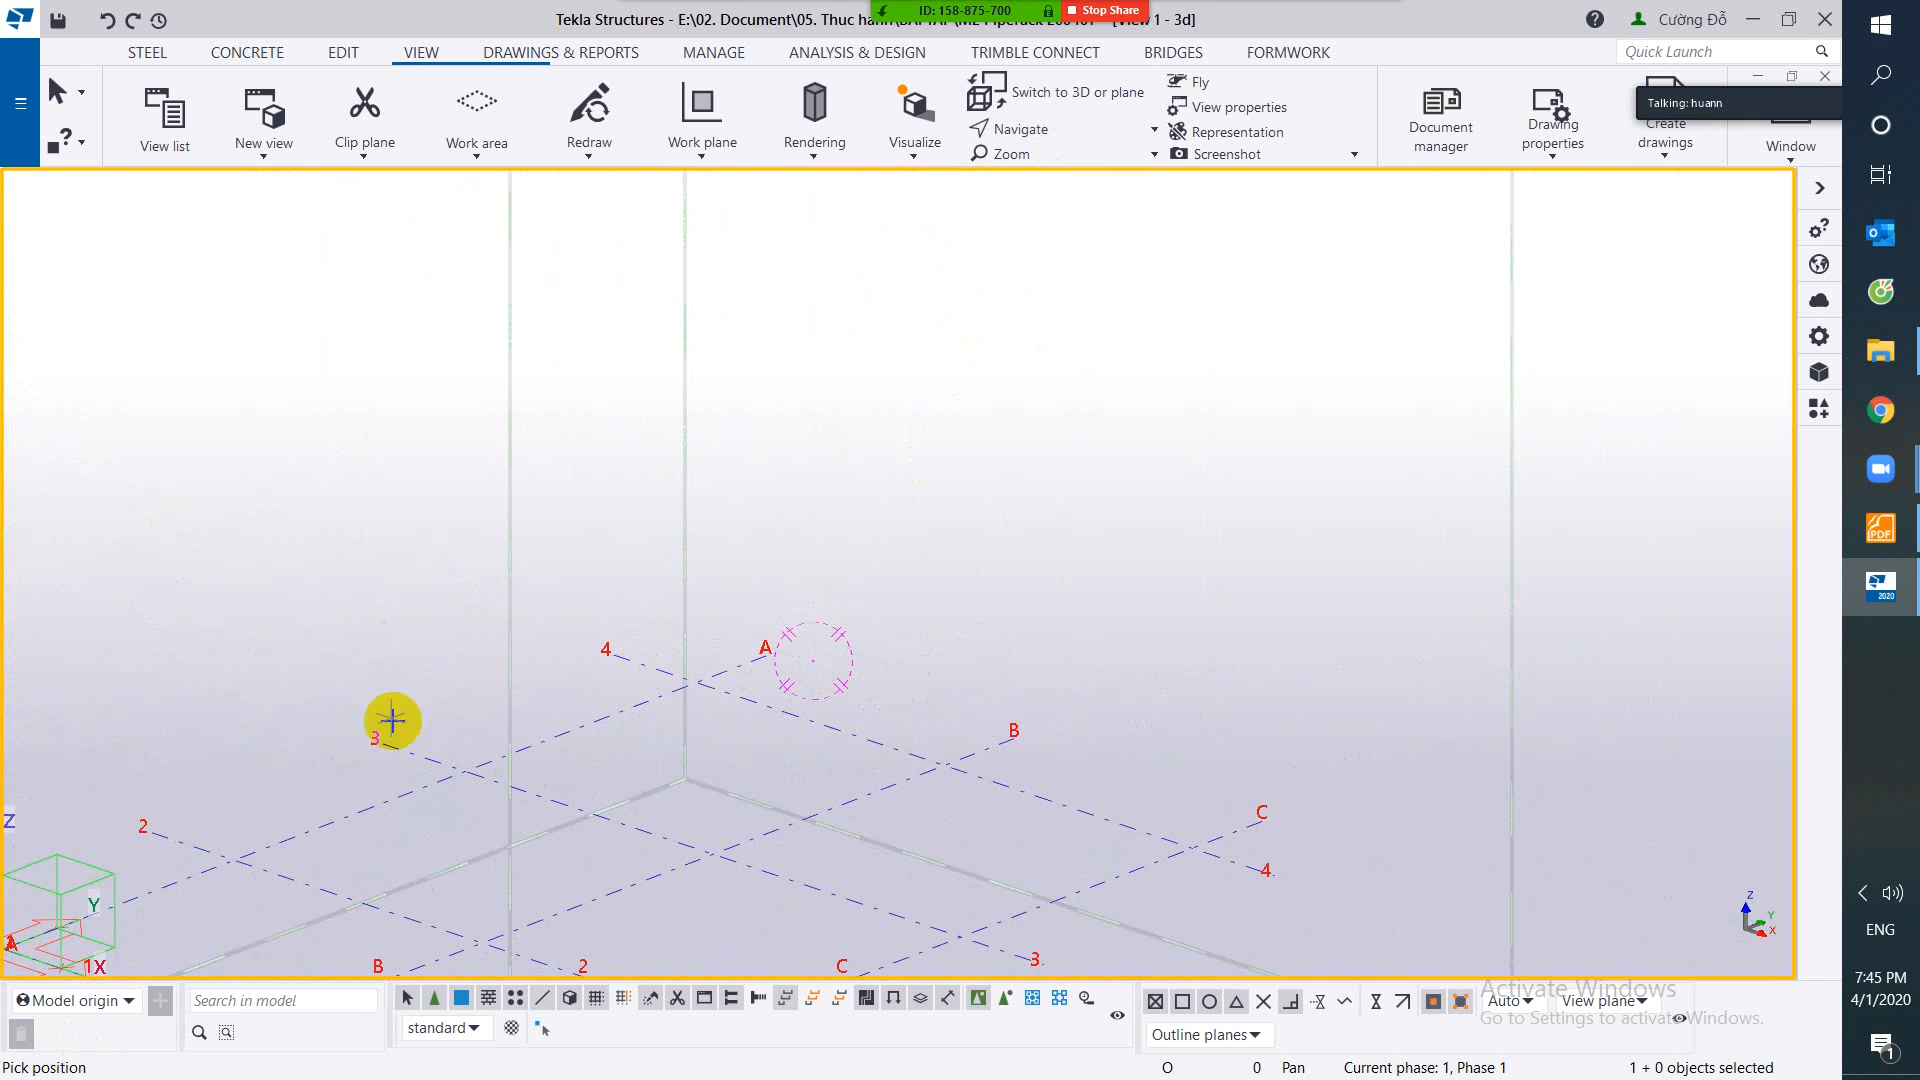 ID: 158-875-700
Stop Share
Tekla Structures - E:\02. Document\05. Thuc
View 1 - 3d]
Cường Đỗ
STEEL
CONCRETE
EDIT
VIEW
DRAWINGS & REPORTS
MANAGE
ANALYSIS & DESIGN
TRIMBLE CONNECT
BRIDGES
FORMWORK
Quick Launch
View list
New view
Clip plane
Work area
Redraw
Work plane
Rendering
Visualize
Switch to 3D or plane
Navigate
Zoom
Fly
View properties
Representation
Screenshot
Document manager
Drawing properties
Create drawings
Window
Talking: huann
4
A
3
B
2
C
4.
Z
Y
A
1X
B
2
C
3.
Z
Y
X
PDF
2020
ENG
7:45 PM
4/1/2020
1
Model origin
Search in model
standard
Auto
View plane
Outline planes
Activate Windows
Go to Settings to activate Windows.
Pick position
O
0
Pan
Current phase: 1, Phase 1
1 + 0 objects selected